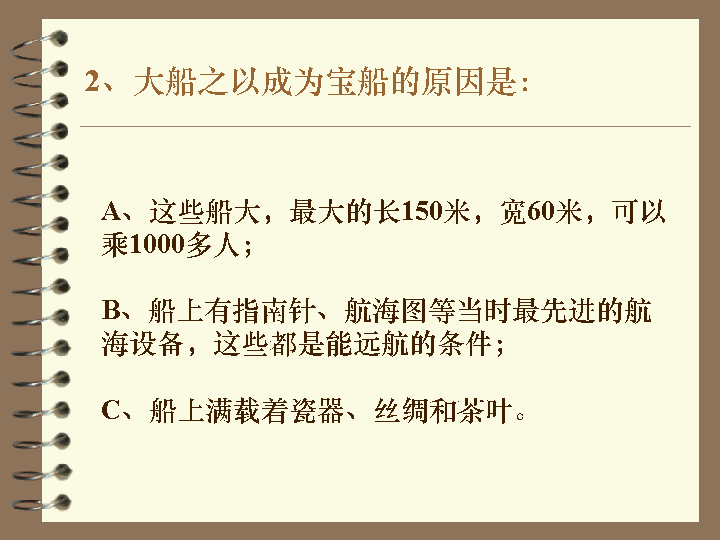 2、大船之以成为宝船的原因是：
A、这些船大，最大的长150米，宽60米，可以
乘1000多人；
B、船上有指南针、航海图等当时最先进的航
海设备，这些都是能远航的条件；
C、船上满载着瓷器、丝绸和茶叶。